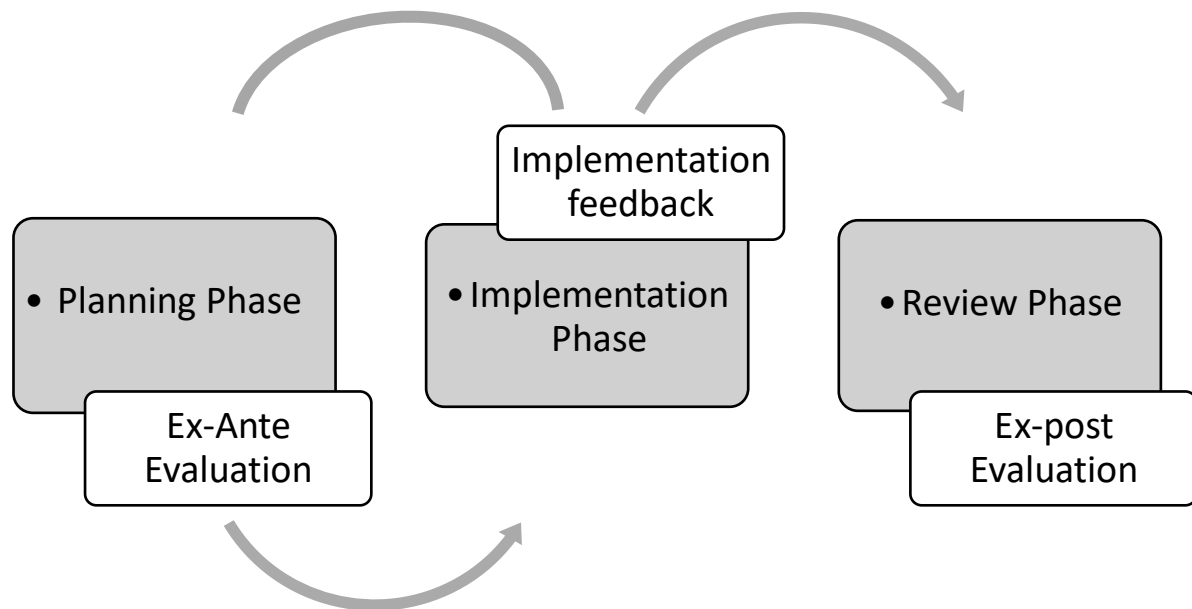 Implementation
feedback
• Planning Phase
Ex-Ante
Evaluation
• Implementation
Phase
• Review Phase
Ex-post
Evaluation